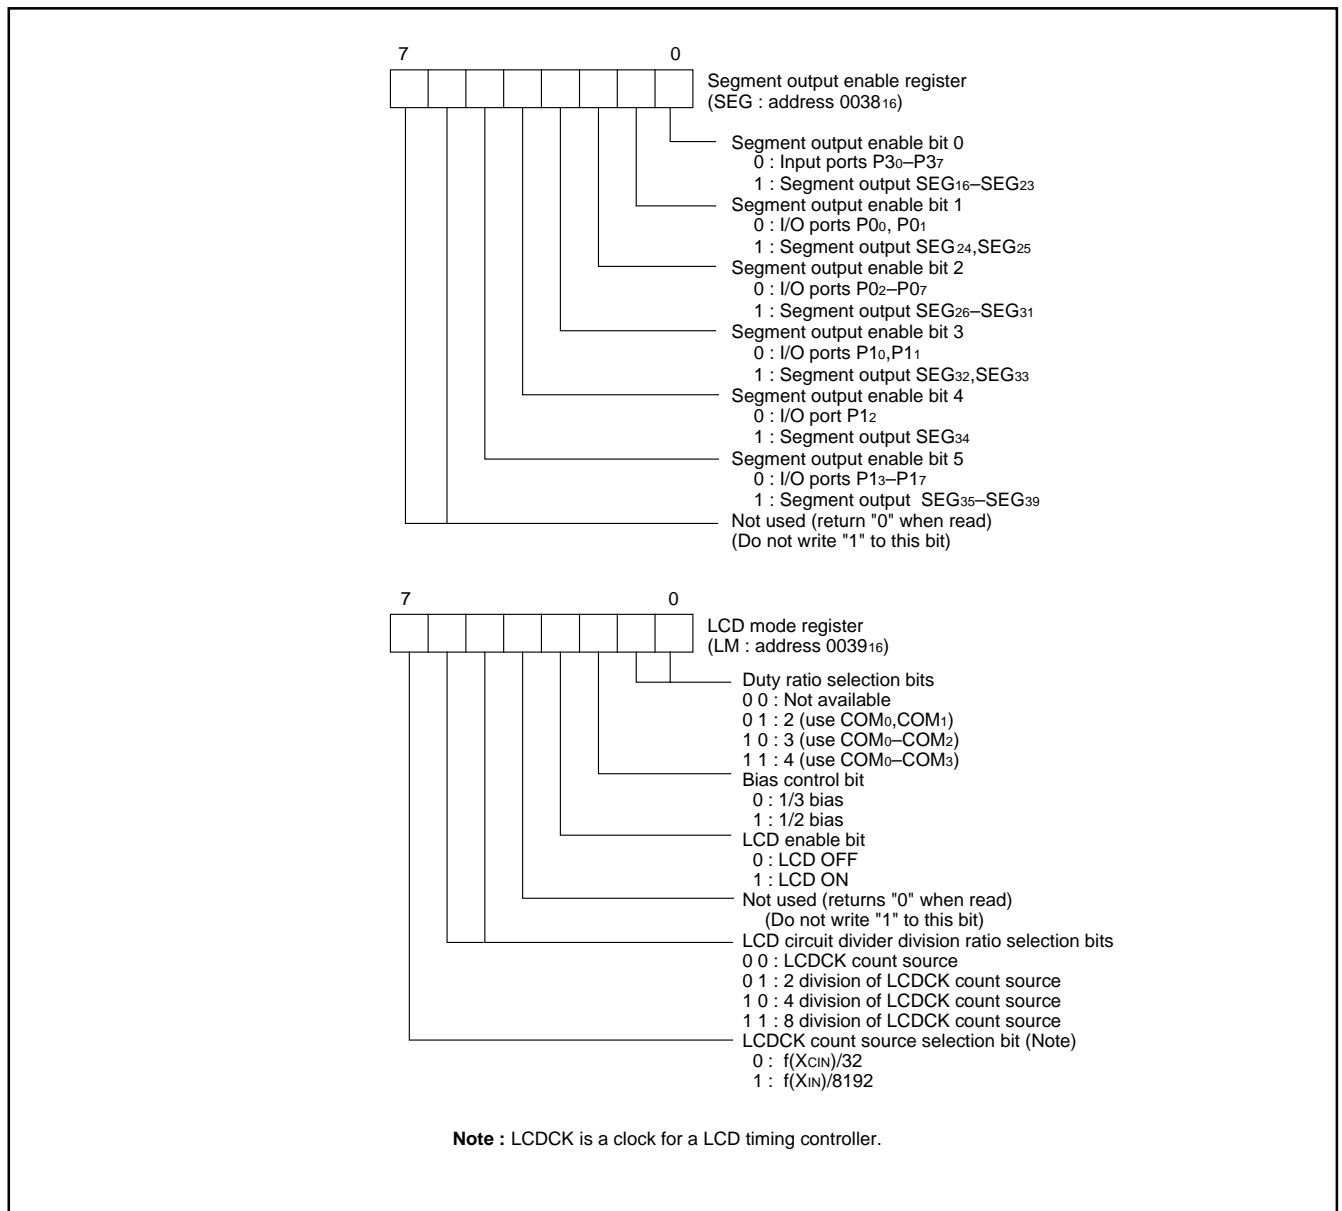 7 0
Segment output enable register
(SEG : address 003816)
Segment output enable bit 0
0 : Input ports P30–P37
1 : Segment output SEG16–SEG23
Segment output enable bit 1
0 : I/O ports P00, P01
1 : Segment output SEG24,SEG25
Segment output enable bit 2
0 : I/O ports P02–P07
1 : Segment output SEG26–SEG31
Segment output enable bit 3
0 : I/O ports P10,P11
1 : Segment output SEG32,SEG33
Segment output enable bit 4
0 : I/O port P12
1 : Segment output SEG34
Segment output enable bit 5
0 : I/O ports P13–P17
1 : Segment output SEG35–SEG39
Not used (return "0" when read)
(Do not write "1" to this bit)
7 0
LCD mode register
(LM : address 003916)
Duty ratio selection bits
0 0 : Not available
0 1 : 2 (use COM0,COM1)
1 0 : 3 (use COM0–COM2)
1 1 : 4 (use COM0–COM3)
Bias control bit
0 : 1/3 bias
1 : 1/2 bias
LCD enable bit
0 : LCD OFF
1 : LCD ON
Not used (returns "0" when read)
(Do not write "1" to this bit)
LCD circuit divider division ratio selection bits
0 0 : LCDCK count source
0 1 : 2 division of LCDCK count source
1 0 : 4 division of LCDCK count source
1 1 : 8 division of LCDCK count source
LCDCK count source selection bit (Note)
0 : f(XCIN)/32
1 : f(XIN)/8192
Note : LCDCK is a clock for a LCD timing controller.